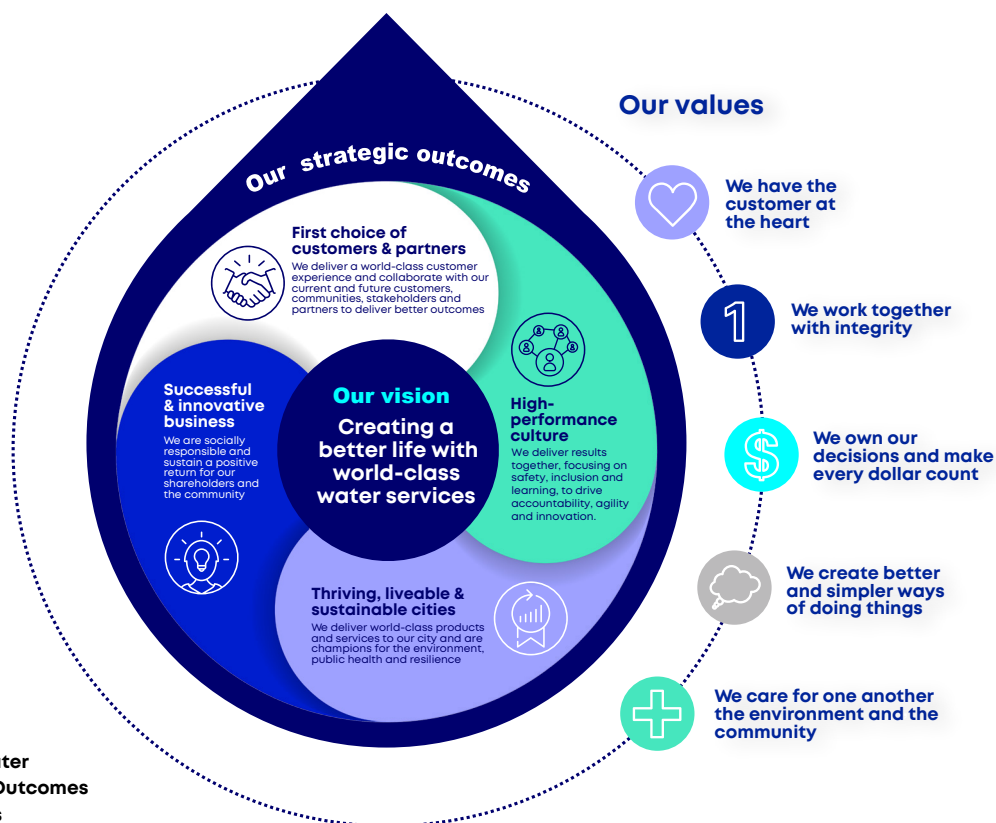 Our strategic outcomes
First choice of
customers & partners
We deliver a world-class customer
experience and collaborate with our
current and future customers,
communities, stakeholders and
partners to deliver better outcomes
High-
performance
culture
We deliver results
together, focusing on
safety, inclusion and
learning, to drive
accountability, agility
and innovation.
Successful
& innovative
business
We are socially
responsible and
sustain a positive
return for our
shareholders and
the community
Our vision
Creating a
better life with
world-class
water services
Thriving, liveable &
sustainable cities
We deliver world-class products
and services to our city and are
champions for the environment,
public health and resilience
Our values
We have the
customer at
the heart
1
We work together
with integrity
$
We own our
decisions and make
every dollar count
We create better
and simpler ways
of doing things
We care for one another
the environment and the
community
Outcomes